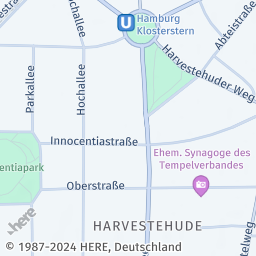 U
Hamburg
Klosterstern
Abteistraße
Harvestehuder Weg
Parkallee
Hochallee
Innocentiastraße
Ehem. Synagoge des
Tempelverbandes
entiapark
Oberstraße
HARVESTEHUDE
here
© 1987-2024 HERE, Deutschland